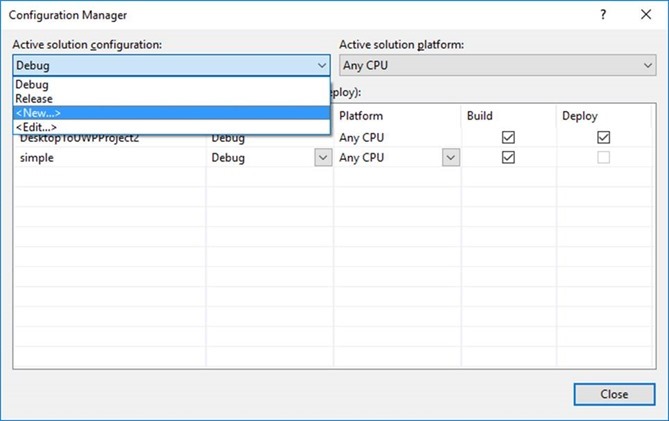 Configuration Manager
Active solution configuration:
Active solution platform:
Debug
Any CPU
Debug
Release
<New...>
<Edit...>
ploy):
Platform
Build
Deploy
DesktopToUWPProject2
Debug
Any CPU
simple
Debug
Any CPU
Close